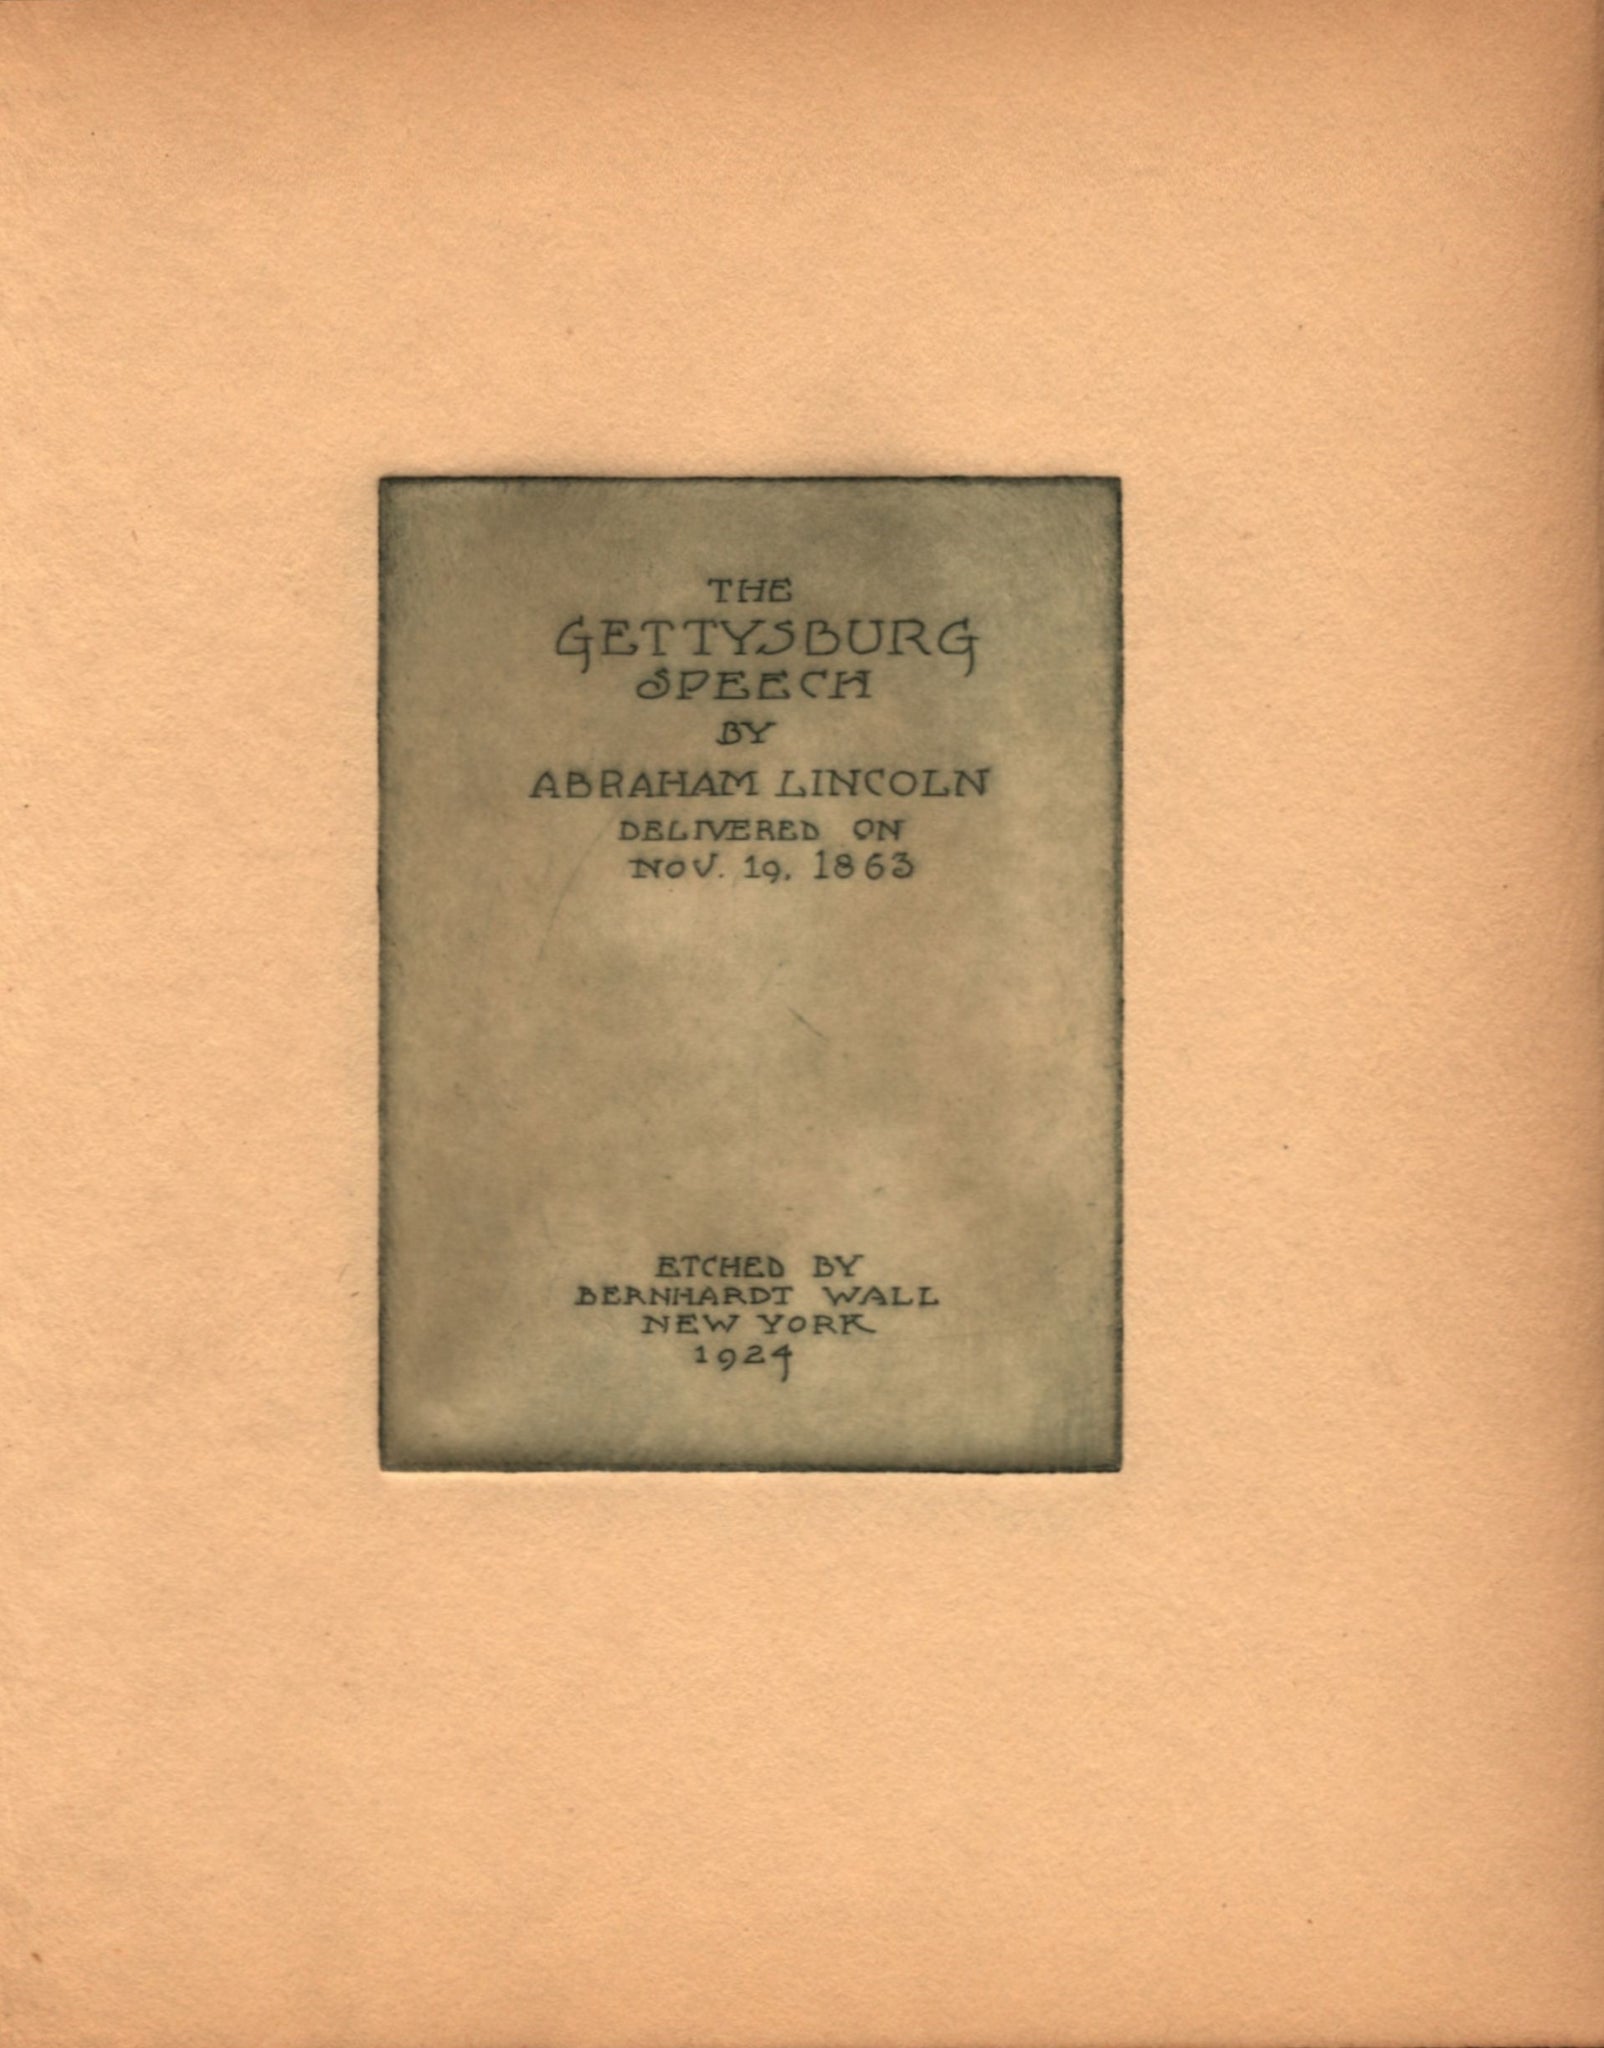 THE
GETTYSBURG
SPEECH
BY
ABRAHAM LINCOLN
DELIVERED ON
NOV. 19, 1863
ETCHED BY
BERNHARDT WALL
NEW YORK
1924